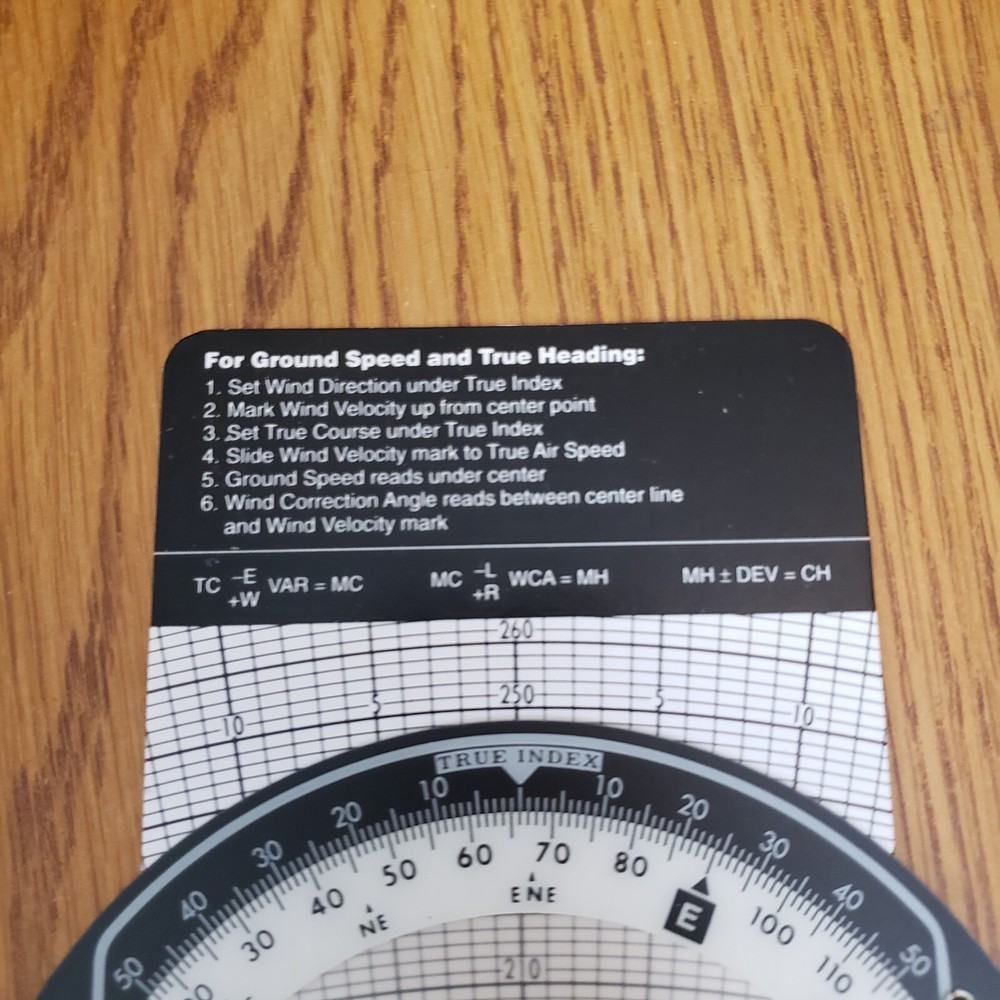 For Ground Speed and True Heading:
1. Set Wind Direction under True Index
2. Mark Wind Velocity up from center point
3. Set True Course under True Index
4. Slide Wind Velocity mark to True Air Speed
5. Ground Speed reads under center
6. Wind Correction Angle reads between center line
and Wind Velocity mark
TC -E +W VAR = MC MC -L +R WCA = MH MH ± DEV = CH
260
10 5 250 5 10
TRUE INDEX
50 40 30 20 10 10 20 30 40 50
30 40 50 60 70 80 E 100 110
NE ENE
210